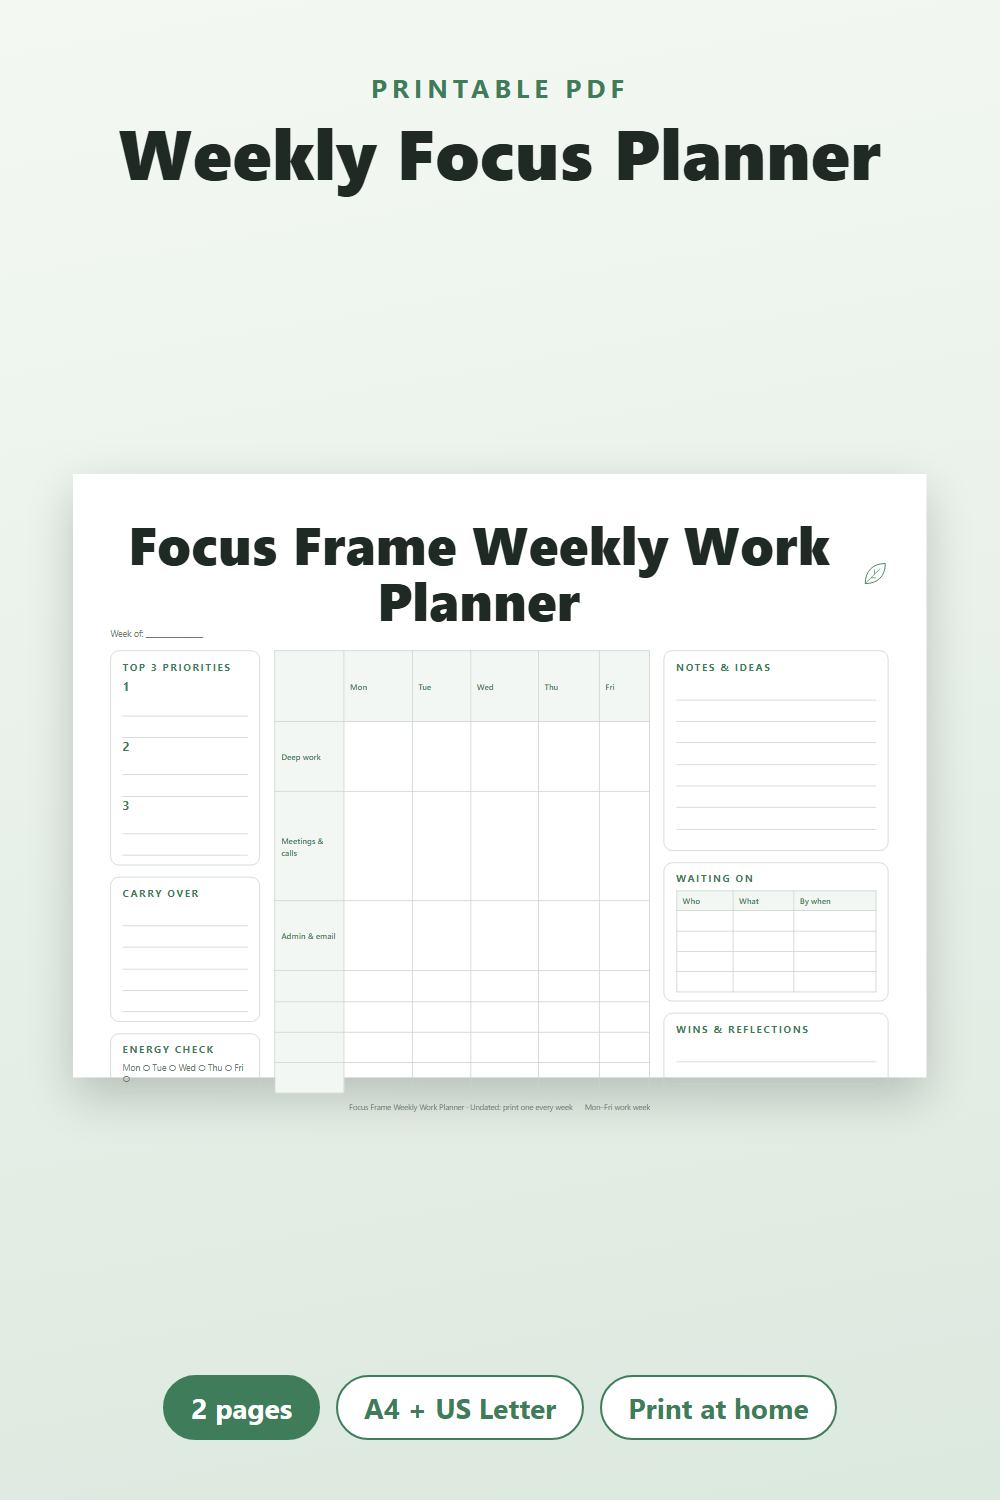 PRINTABLE PDF
Weekly Focus Planner
Focus Frame Weekly Work
Planner
Week of: ____________
TOP 3 PRIORITIES
1
2
3
CARRY OVER
ENERGY CHECK
Mon O Tue O Wed O Thu O Fri
O
Mon Tue Wed Thu Fri
Deep work
Meetings &
calls
Admin & email
NOTES & IDEAS
WAITING ON
Who What By when
WINS & REFLECTIONS
Focus Frame Weekly Work Planner · Undated: print one every week Mon–Fri work week
2 pages
A4 + US Letter
Print at home